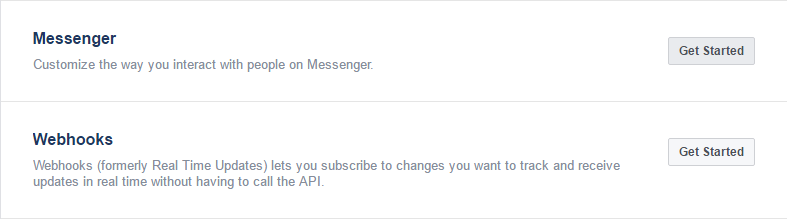 Messenger
Get Started
Customize the way you interact with people on Messenger.
Webhooks
Get Started
Webhooks (formerly Real Time Updates) lets you subscribe to changes you want to track and receive
updates in real time without having to call the API.